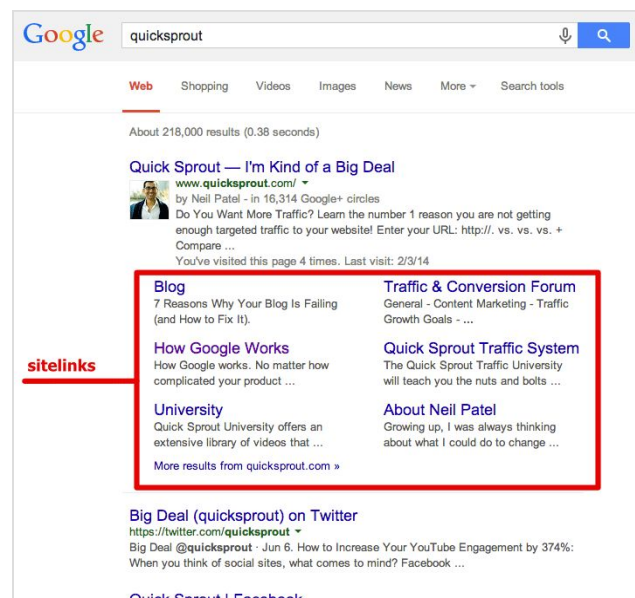 Google quicksprout
Web Shopping Videos Images News More Search tools
About 218,000 results (0.38 seconds)
Quick Sprout — I'm Kind of a Big Deal
www.quicksprout.com/
by Neil Patel - in 16,314 Google+ circles
Do You Want More Traffic? Learn the number 1 reason you are not getting
enough targeted traffic to your website! Enter your URL: http://. vs. vs. vs. +
Compare ...
You've visited this page 4 times. Last visit: 2/3/14
Blog
7 Reasons Why Your Blog Is Failing
(and How to Fix It).
Traffic & Conversion Forum
General - Content Marketing - Traffic
Growth Goals - ...
sitelinks
How Google Works
How Google works. No matter how
complicated your product ...
Quick Sprout Traffic System
The Quick Sprout Traffic University
will teach you the nuts and bolts ...
University
Quick Sprout University offers an
extensive library of videos that ...
About Neil Patel
Growing up, I was always thinking
about what I could do to change ...
More results from quicksprout.com »
Big Deal (quicksprout) on Twitter
https://twitter.com/quicksprout
Big Deal @quicksprout · Jun 6. How to Increase Your YouTube Engagement by 374%:
When you think of social sites, what comes to mind? Facebook ...
Quick Sprout | Facebook